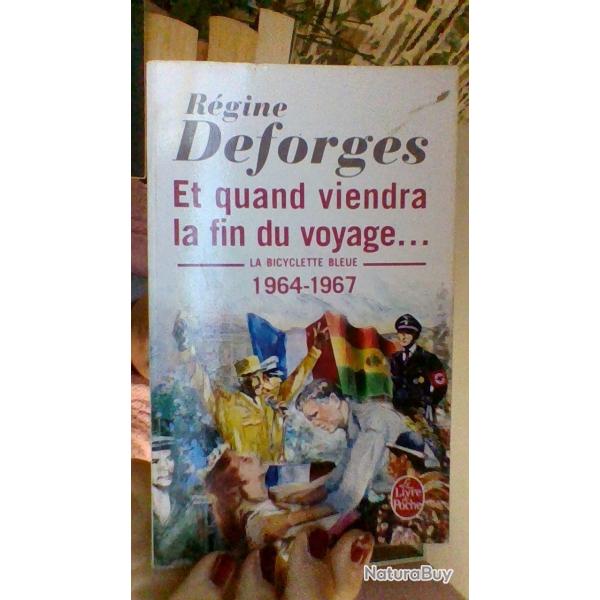 Régine
Deforges
Et quand viendra
la fin du voyage...
LA BICYCLETTE BLEUE
1964-1967
Le
Livre
de
Poche
NaturaBuy